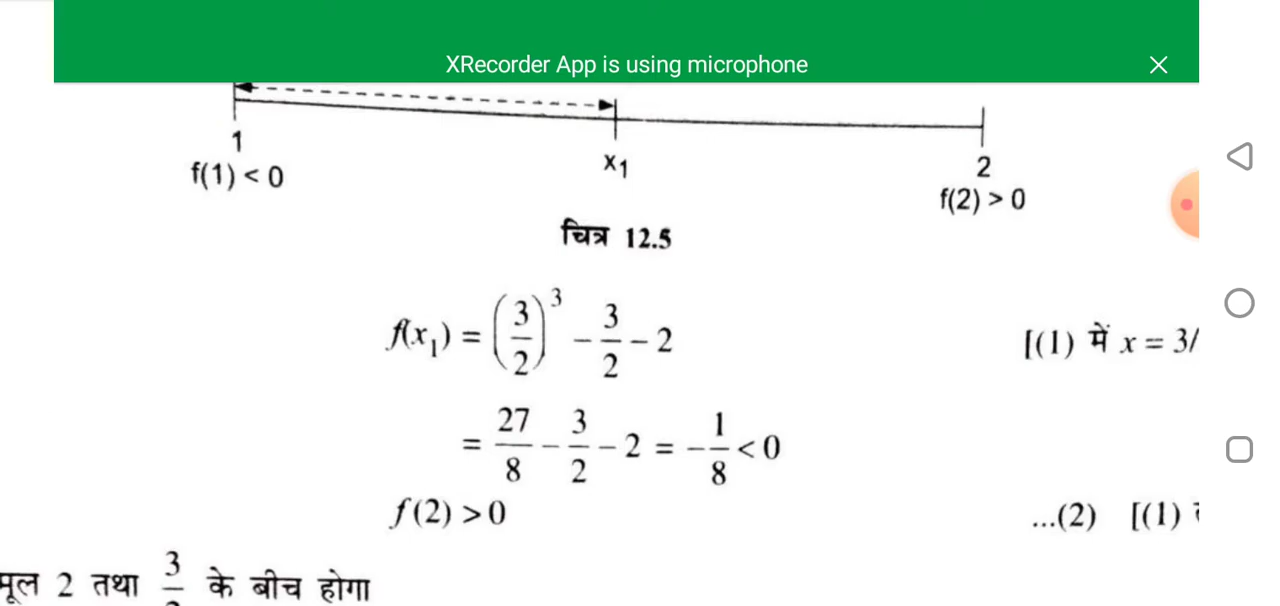 XRecorder App is using microphone
1 x₁ 2
f(1) < 0 f(2) > 0
चित्र 12.5
f(x₁) = (3/2)³ − 3/2 − 2 [(1) में x = 3/
= 27/8 − 3/2 − 2 = −1/8 < 0
f(2) > 0 ...(2) [(1)
मूल 2 तथा 3/2 के बीच होगा